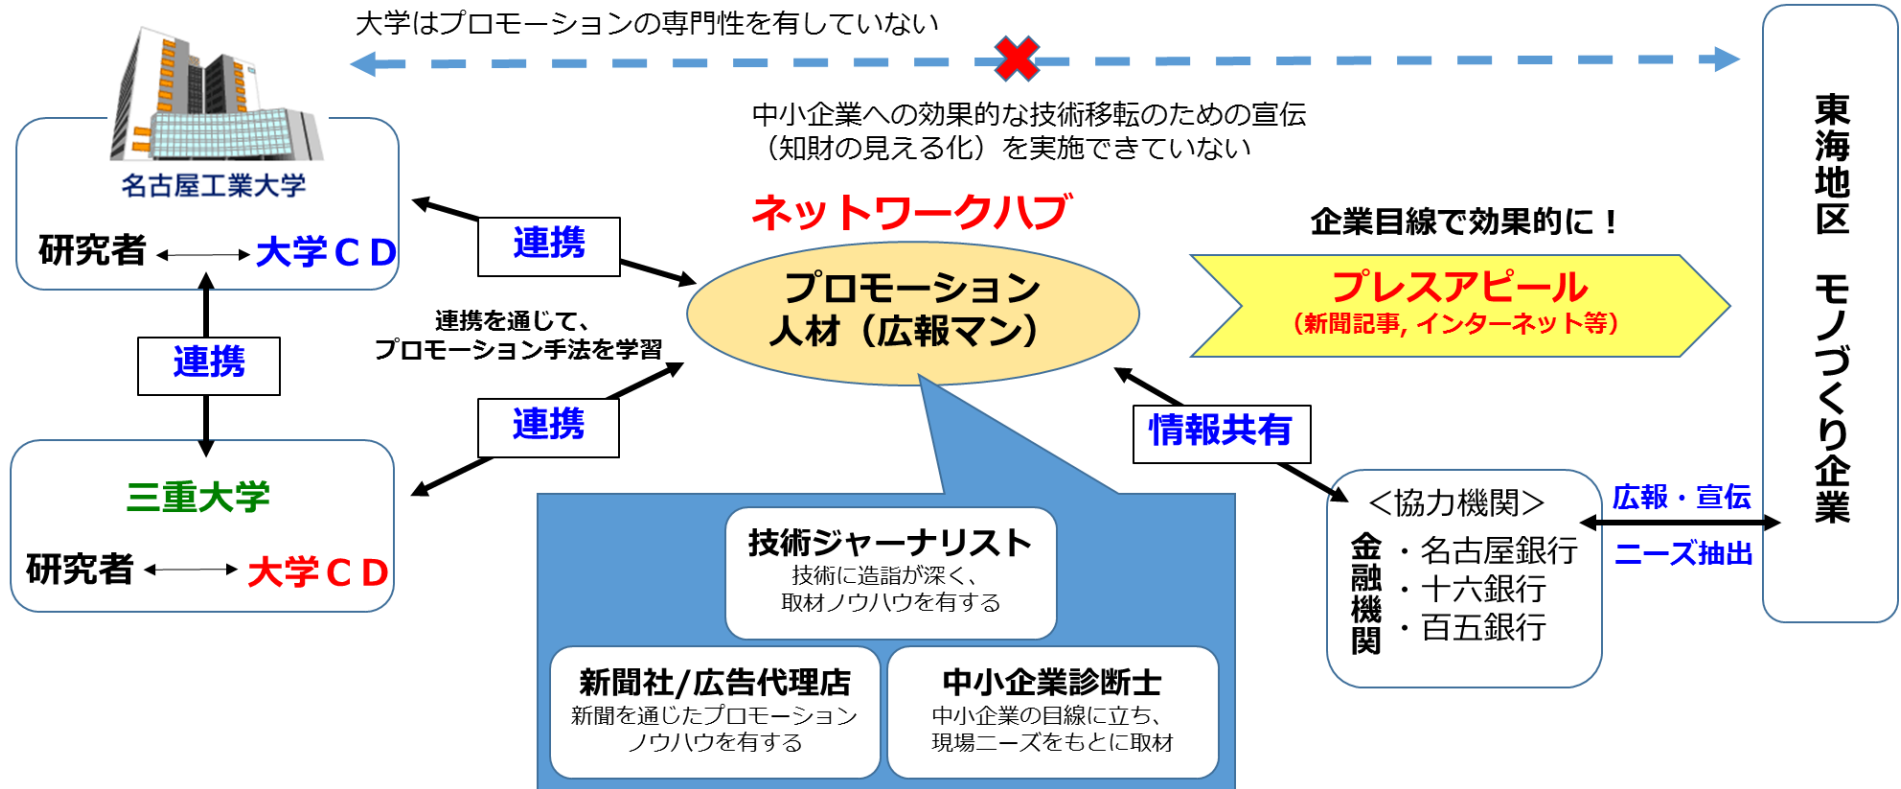 大学はプロモーションの専門性を有していない
中小企業への効果的な技術移転のための宣伝
（知財の見える化）を実施できていない
名古屋工業大学
研究者
大学ＣＤ
連携
三重大学
研究者
大学ＣＤ
連携
連携を通じて、
プロモーション手法を学習
連携
ネットワークハブ
プロモーション
人材（広報マン）
技術ジャーナリスト
技術に造詣が深く、
取材ノウハウを有する
新聞社/広告代理店
新聞を通じたプロモーション
ノウハウを有する
中小企業診断士
中小企業の目線に立ち、
現場ニーズをもとに取材
企業目線で効果的に！
プレスアピール
（新聞記事, インターネット等）
情報共有
＜協力機関＞
金融機関
・名古屋銀行
・十六銀行
・百五銀行
広報・宣伝
ニーズ抽出
東海地区　モノづくり企業